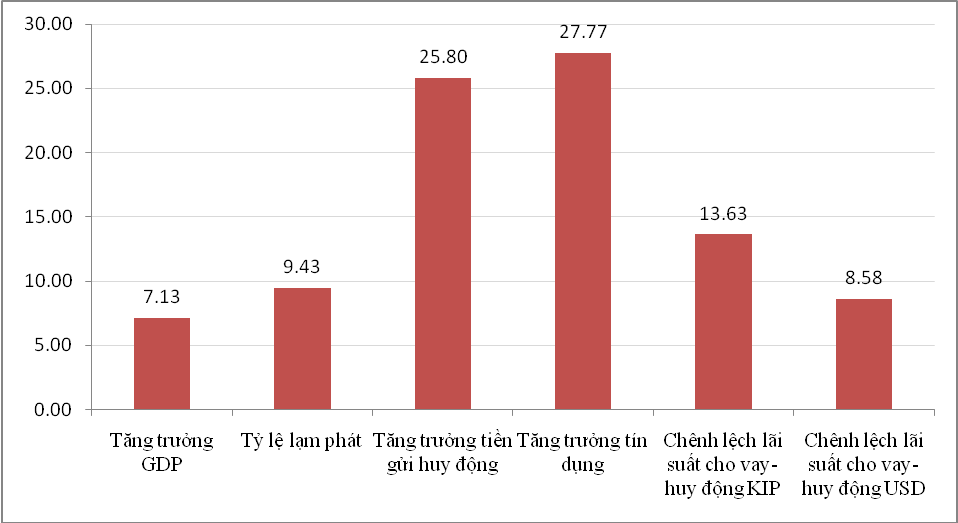 30.00
25.00
20.00
15.00
10.00
5.00
0.00
7.13
9.43
25.80
27.77
13.63
8.58
Tăng trưởng
GDP
Tỷ lệ lạm phát
Tăng trưởng tiền
gửi huy động
Tăng trưởng tín
dụng
Chênh lệch lãi
suất cho vay-
huy động KIP
Chênh lệch lãi
suất cho vay-
huy động USD